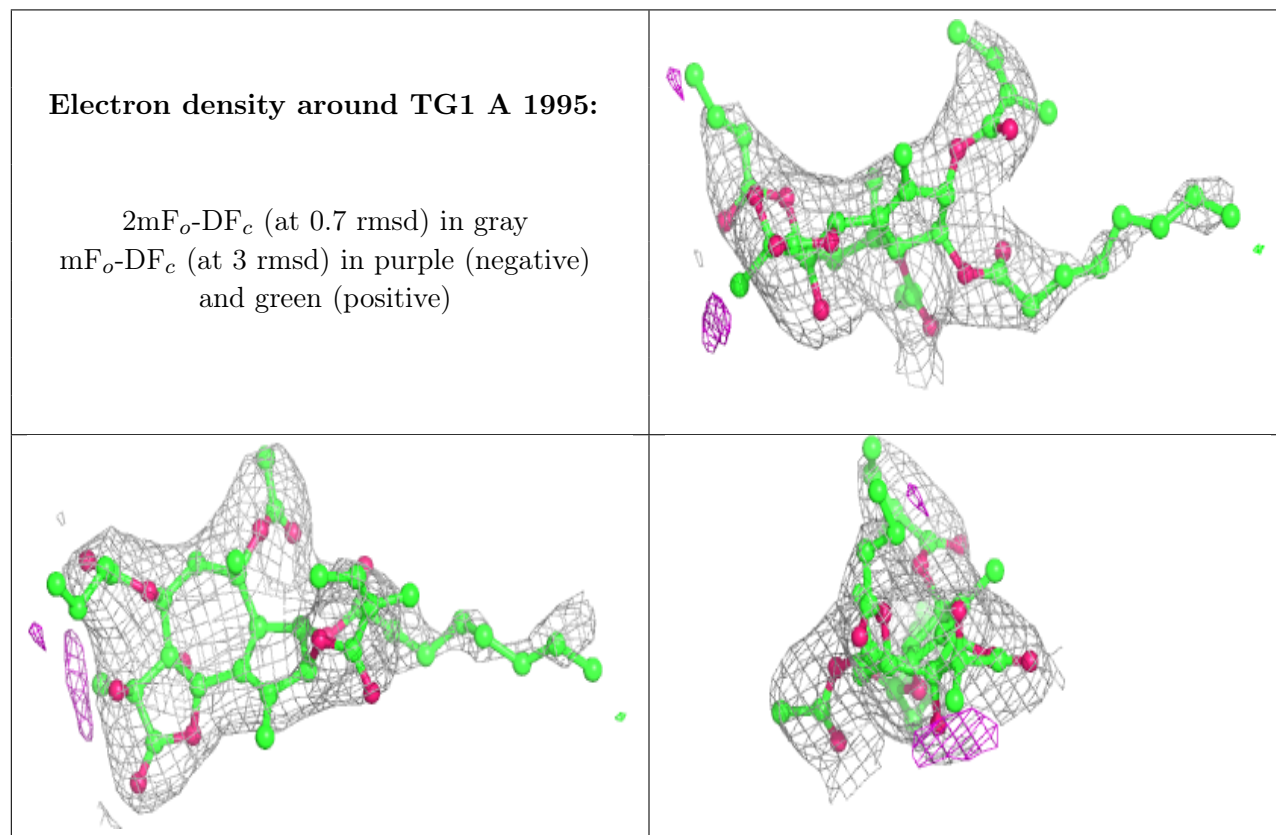 Electron density around TG1 A 1995:
2mFo-DFc (at 0.7 rmsd) in gray
mFo-DFc (at 3 rmsd) in purple (negative)
and green (positive)